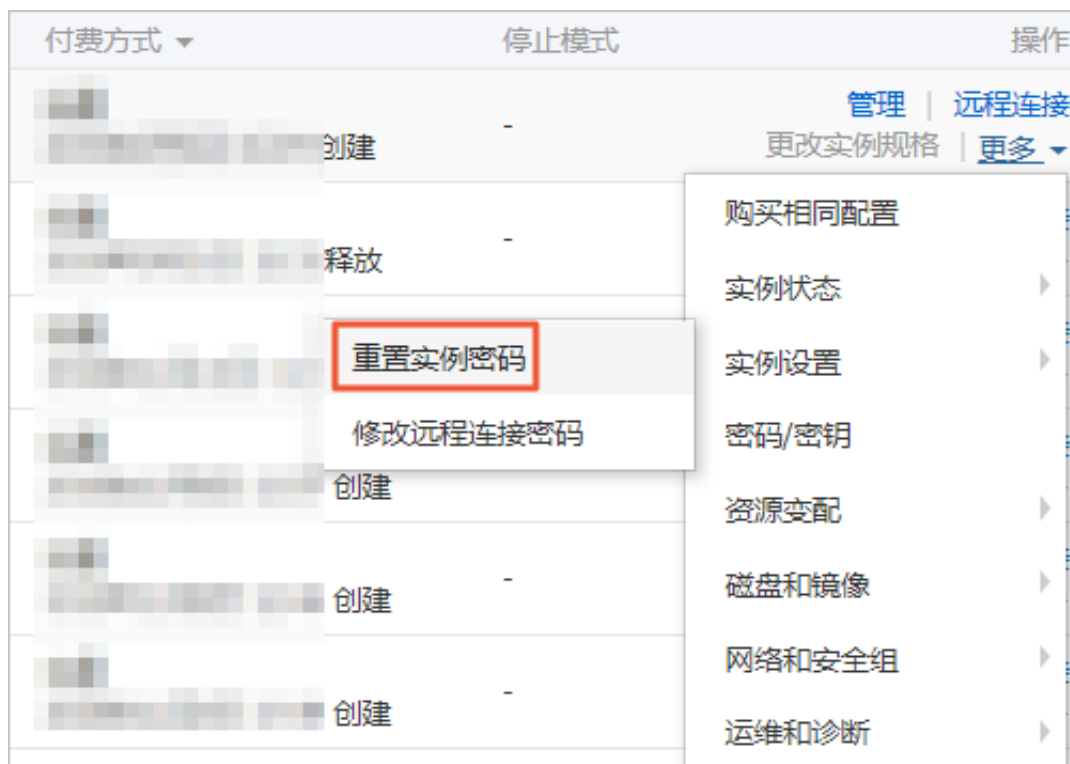 付费方式 停止模式 操作
管理 | 远程连接
创建 -
更改实例规格 | 更多
购买相同配置
释放 -
实例状态
重置实例密码
实例设置
修改远程连接密码
密码/密钥
创建
资源变配
磁盘和镜像
创建 -
网络和安全组
创建 -
运维和诊断